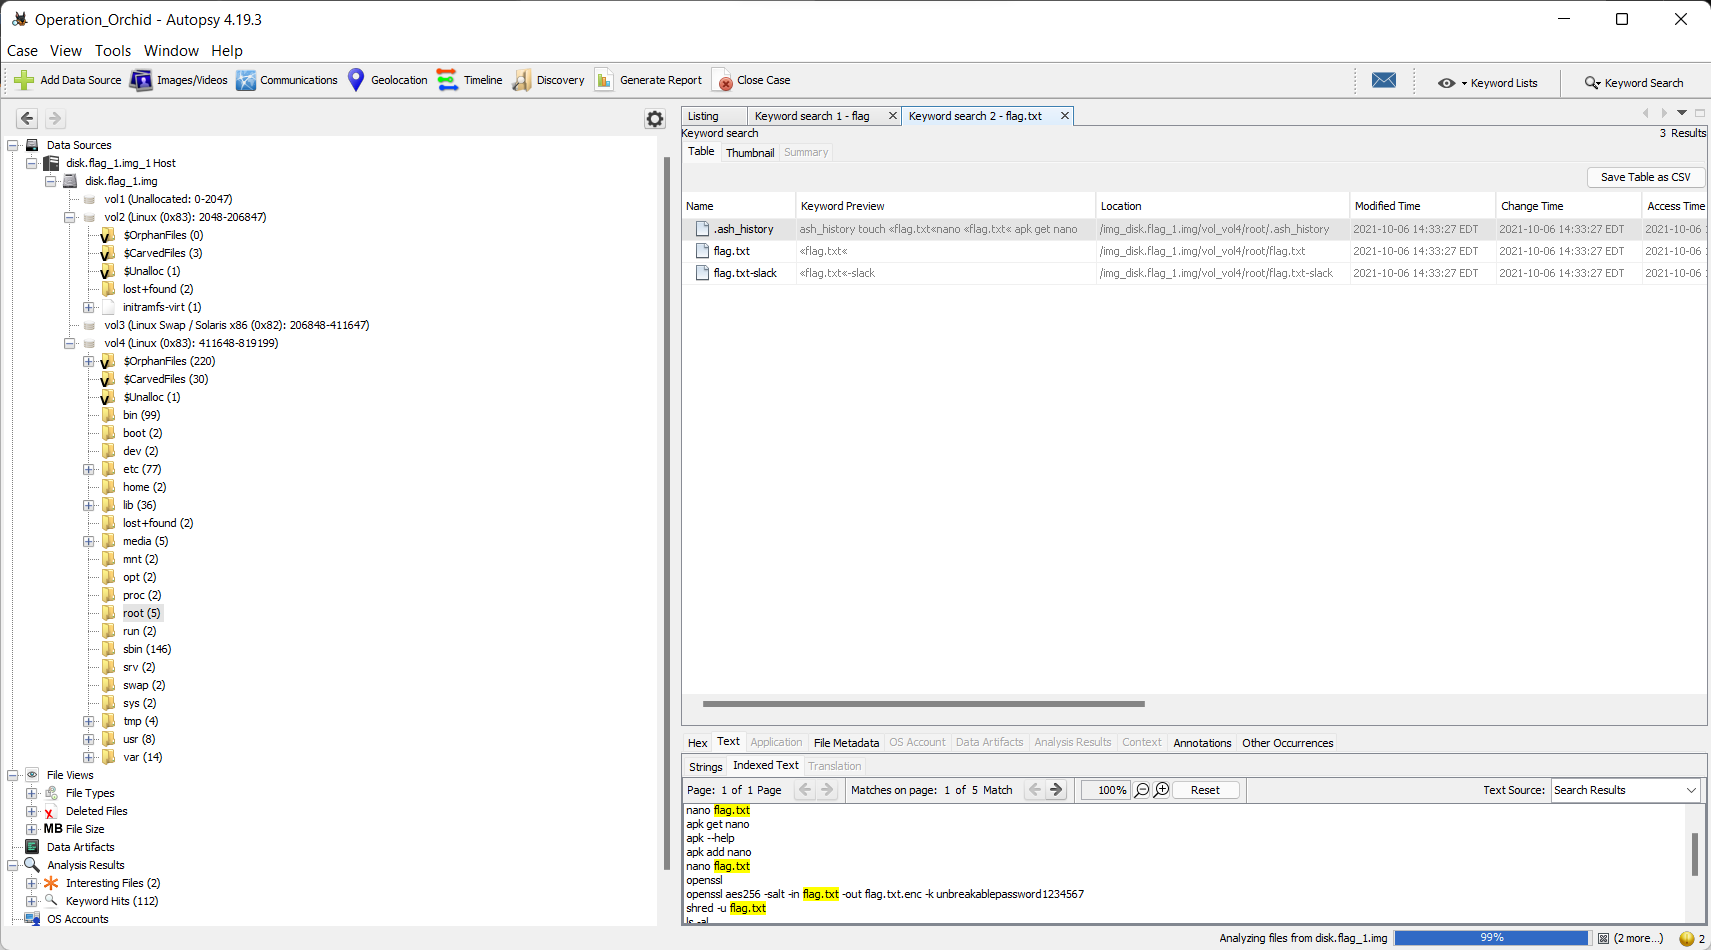 Operation_Orchid - Autopsy 4.19.3
Case View Tools Window Help
Add Data Source Images/Videos Communications Geolocation Timeline Discovery Generate Report Close Case Keyword Lists Keyword Search
Data Sources
disk.flag_1.img_1 Host
disk.flag_1.img
vol1 (Unallocated: 0-2047)
vol2 (Linux (0x83): 2048-206847)
$OrphanFiles (0)
$CarvedFiles (3)
$Unalloc (1)
lost+found (2)
initramfs-virt (1)
vol3 (Linux Swap / Solaris x86 (0x82): 206848-411647)
vol4 (Linux (0x83): 411648-819199)
$OrphanFiles (220)
$CarvedFiles (30)
$Unalloc (1)
bin (99)
boot (2)
dev (2)
etc (77)
home (2)
lib (36)
lost+found (2)
media (5)
mnt (2)
opt (2)
proc (2)
root (5)
run (2)
sbin (146)
srv (2)
swap (2)
sys (2)
tmp (4)
usr (8)
var (14)
File Views
File Types
Deleted Files
MB File Size
Data Artifacts
Analysis Results
Interesting Files (2)
Keyword Hits (112)
OS Accounts
Listing Keyword search 1 - flag Keyword search 2 - flag.txt
Keyword search 3 Results
Table Thumbnail Summary
Save Table as CSV
Name Keyword Preview Location Modified Time Change Time Access Time
.ash_history ash_history touch «flag.txt«nano «flag.txt« apk get nano /img_disk.flag_1.img/vol_vol4/root/.ash_history 2021-10-06 14:33:27 EDT 2021-10-06 14:33:27 EDT 2021-10-06
flag.txt «flag.txt« /img_disk.flag_1.img/vol_vol4/root/flag.txt 2021-10-06 14:33:27 EDT 2021-10-06 14:33:27 EDT 2021-10-06
flag.txt-slack «flag.txt«-slack /img_disk.flag_1.img/vol_vol4/root/flag.txt-slack 2021-10-06 14:33:27 EDT 2021-10-06 14:33:27 EDT 2021-10-06
Hex Text Application File Metadata OS Account Data Artifacts Analysis Results Context Annotations Other Occurrences
Strings Indexed Text Translation
Page: 1 of 1 Page Matches on page: 1 of 5 Match 100% Reset Text Source: Search Results
nano flag.txt
apk get nano
apk --help
apk add nano
nano flag.txt
openssl
openssl aes256 -salt -in flag.txt -out flag.txt.enc -k unbreakablepassword1234567
shred -u flag.txt
ls -al
Analyzing files from disk.flag_1.img 99% (2 more...) 2